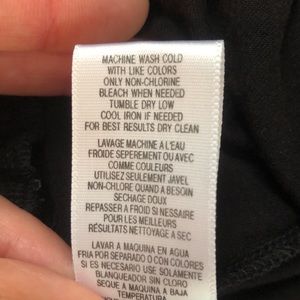 MACHINE WASH COLD
WITH LIKE COLORS
ONLY NON-CHLORINE
BLEACH WHEN NEEDED
TUMBLE DRY LOW
COOL IRON IF NEEDED
FOR BEST RESULTS DRY CLEAN
LAVAGE MACHINE A L'EAU
FROIDE SEPEREMENT OU AVEC
COMME COULEURS
UTILISEZ SEULEMENT JAVEL
NON-CHLORE QUAND A BESOIN
SECHAGE DOUX
REPASSER A FROID SI NESSAIRE
POUR LES MEILLEURS
RÉSULTATS NETTOYAGE A SEC
LAVAR A MAQUINA EN AGUA
FRIA POR SEPARADO O CON COLORES
SI ES NECESARIO USE SOLAMENTE
BLANQUEADOR SIN CLORO
SEQUE A MAQUINA A BAJA
TEMPERATURA